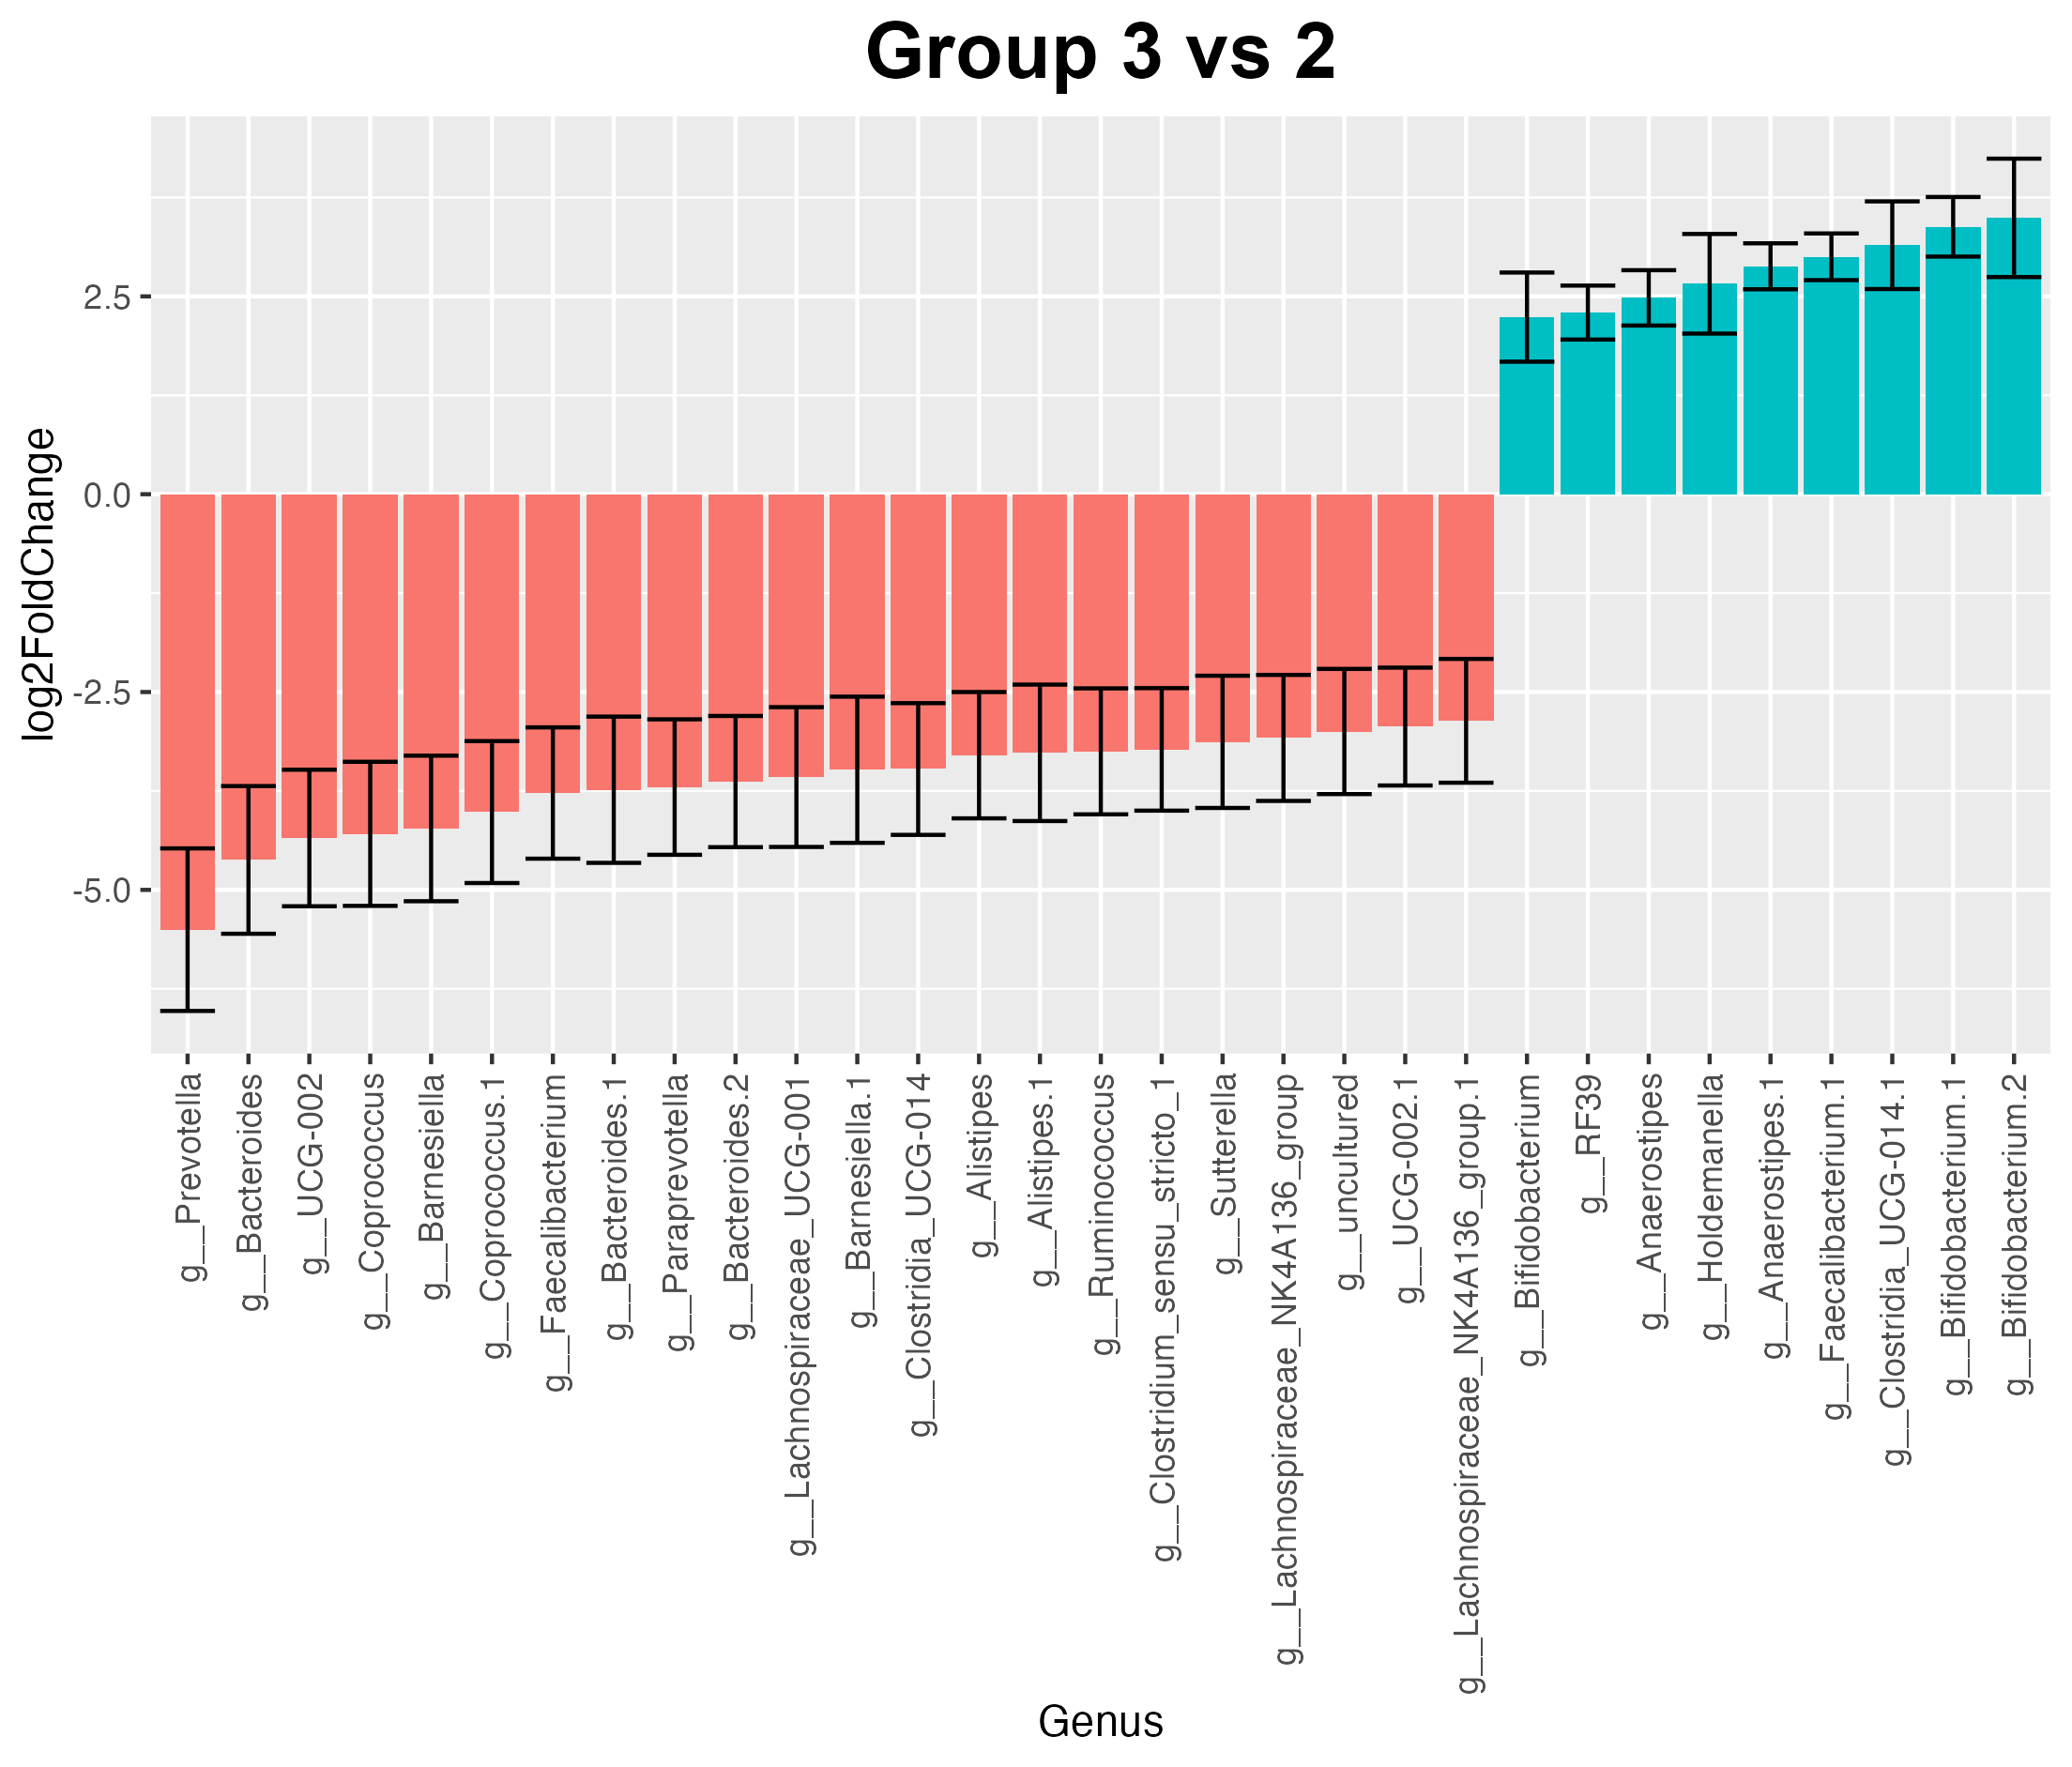 Group 3 vs 2
log2FoldChange
2.5
0.0
-2.5
-5.0
g__Prevotella
g__Bacteroides
g__UCG-002
g__Coprococcus
g__Barnesiella
g__Coprococcus.1
g__Faecalibacterium
g__Bacteroides.1
g__Paraprevotella
g__Bacteroides.2
g__Lachnospiraceae_UCG-001
g__Barnesiella.1
g__Clostridia_UCG-014
g__Alistipes
g__Alistipes.1
g__Ruminococcus
g__Clostridium_sensu_stricto_1
g__Sutterella
g__Lachnospiraceae_NK4A136_group
g__uncultured
g__UCG-002.1
g__Lachnospiraceae_NK4A136_group.1
g__Bifidobacterium
g__RF39
g__Anaerostipes
g__Holdemanella
g__Anaerostipes.1
g__Faecalibacterium.1
g__Clostridia_UCG-014.1
g__Bifidobacterium.1
g__Bifidobacterium.2
Genus